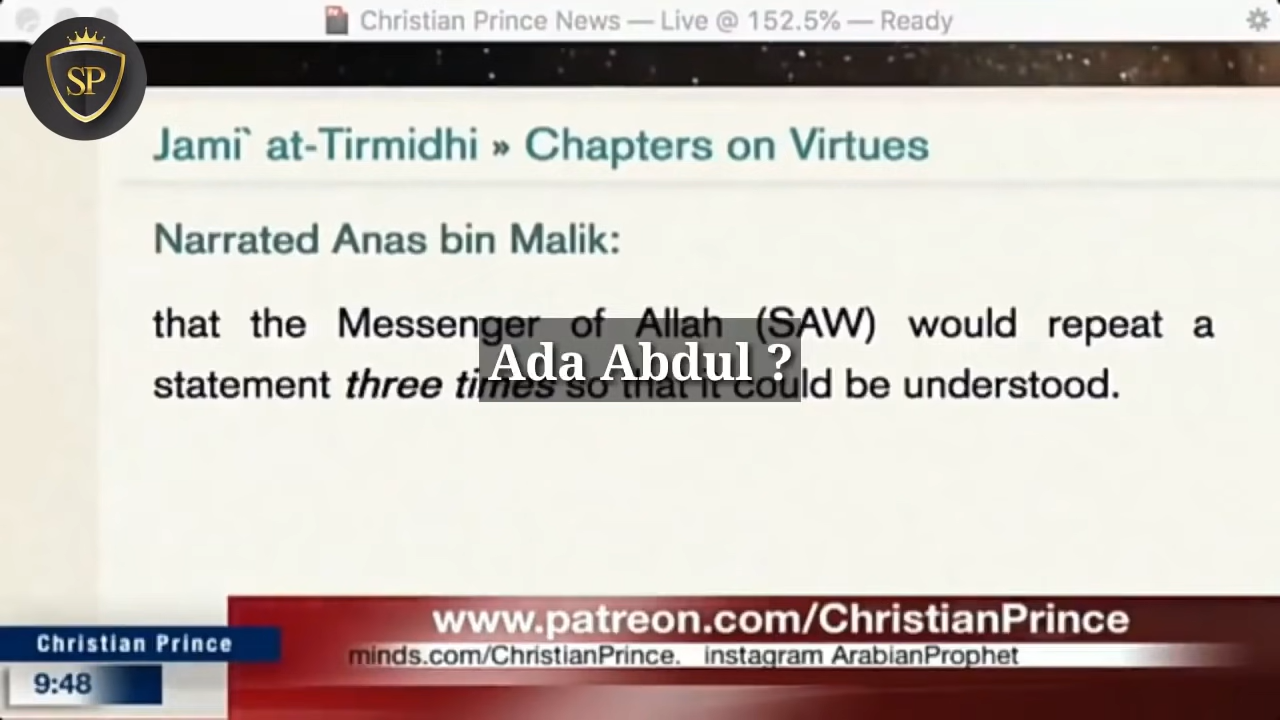 Christian Prince News — Live @ 152.5% — Ready
SP
Jami` at-Tirmidhi » Chapters on Virtues
Narrated Anas bin Malik:
that the Messenger of Allah (SAW) would repeat a
Ada Abdul ?
statement three times so that it could be understood.
www.patreon.com/ChristianPrince
Christian Prince
minds.com/ChristianPrince. instagram ArabianProphet
9:48